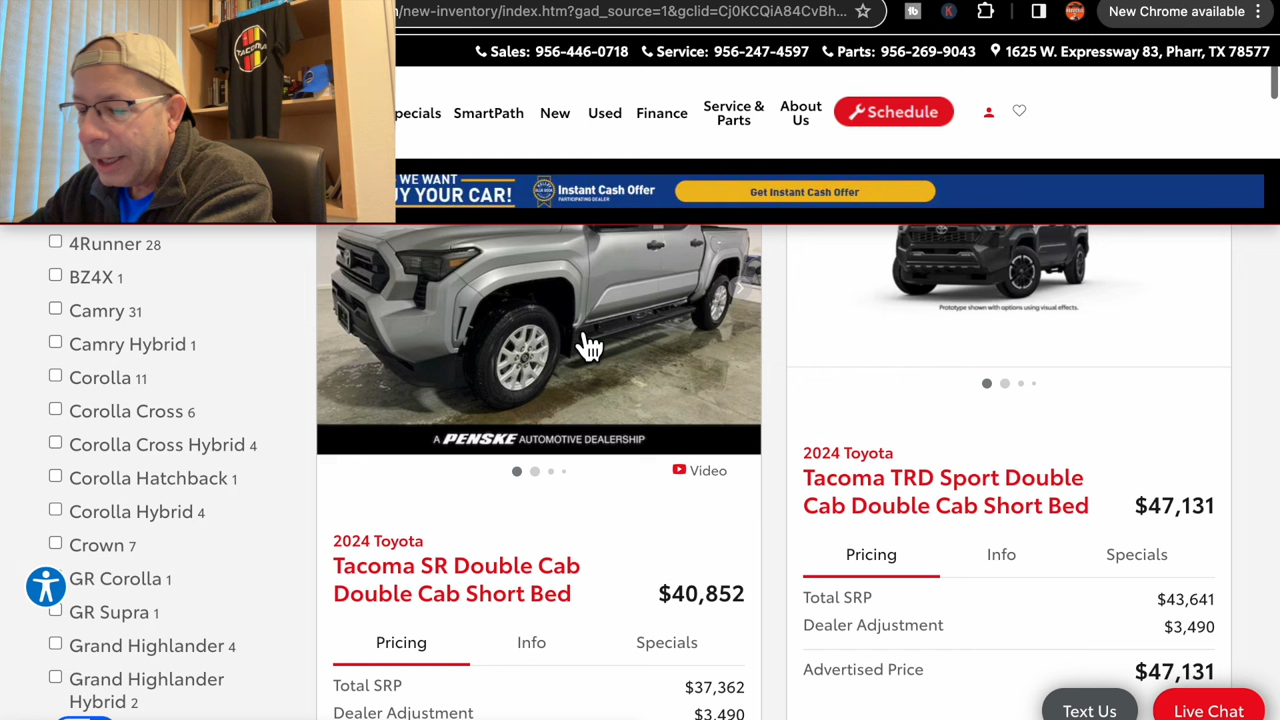 n/new-inventory/index.htm?gad_source=1&gclid=Cj0KCQiA84CvBh...
New Chrome available
Sales: 956-446-0718 Service: 956-247-4597 Parts: 956-269-9043 1625 W. Expressway 83, Pharr, TX 78577
TACOMA
pecials SmartPath New Used Finance Service & Parts About Us Schedule
WE WANT
Y YOUR CAR!
Instant Cash Offer
PARTICIPATING DEALER
Get Instant Cash Offer
4Runner 28
BZ4X 1
Camry 31
Camry Hybrid 1
Corolla 11
Corolla Cross 6
Corolla Cross Hybrid 4
Corolla Hatchback 1
Corolla Hybrid 4
Crown 7
GR Corolla 1
GR Supra 1
Grand Highlander 4
Grand Highlander
Hybrid 2
A PENSKE AUTOMOTIVE DEALERSHIP
Video
2024 Toyota
Tacoma SR Double Cab
Double Cab Short Bed $40,852
Pricing Info Specials
Total SRP $37,362
Dealer Adjustment $3,490
Prototype shown with options using visual effects.
2024 Toyota
Tacoma TRD Sport Double
Cab Double Cab Short Bed $47,131
Pricing Info Specials
Total SRP $43,641
Dealer Adjustment $3,490
Advertised Price $47,131
Text Us
Live Chat